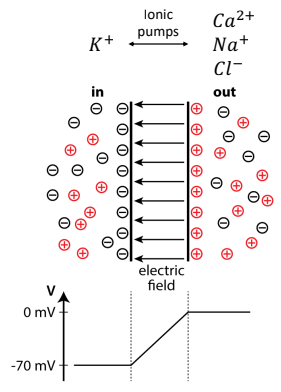 Ionic
pumps
K⁺
Ca²⁺
Na⁺
Cl⁻
in
out
electric
field
V
0 mV
-70 mV